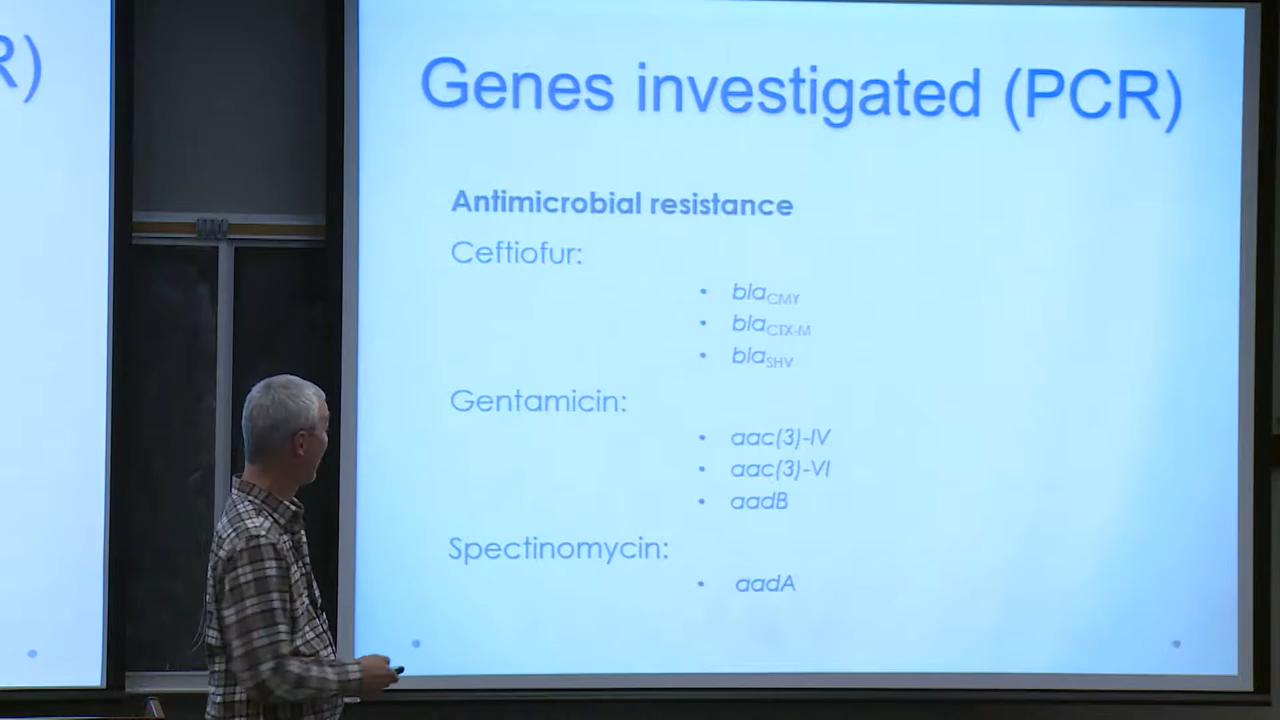 R)
Genes investigated (PCR)
Antimicrobial resistance
Ceftiofur:
• blaCMY
• blaCTX-M
• blaSHV
Gentamicin:
• aac(3)-IV
• aac(3)-VI
• aadB
Spectinomycin:
• aadA